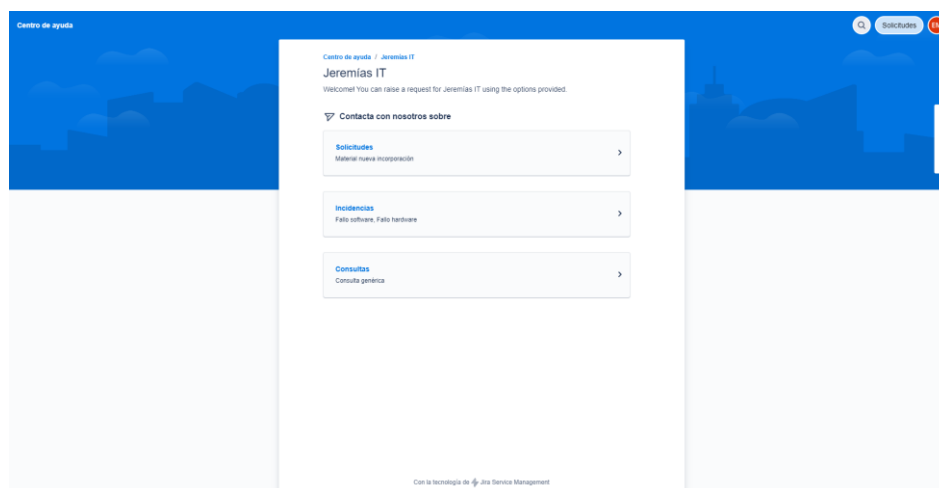 Centro de ayuda
Solicitudes
Centro de ayuda / Jeremías IT
Jeremías IT
Welcome! You can raise a request for Jeremías IT using the options provided.
Contacta con nosotros sobre
Solicitudes
Material nueva incorporación
Incidencias
Fallo software, Fallo hardware
Consultas
Consulta genérica
Con la tecnología de Jira Service Management